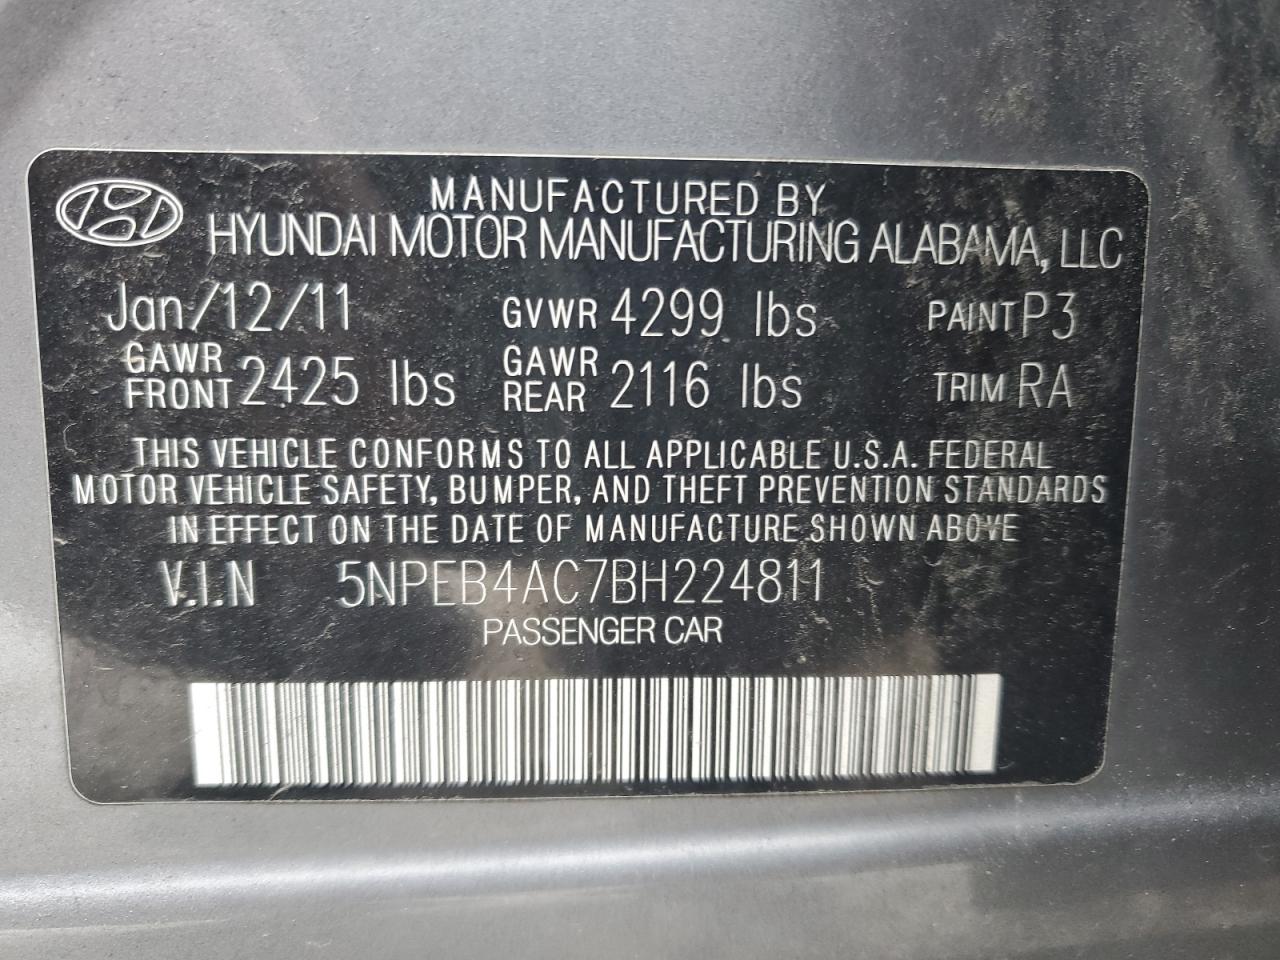 MANUFACTURED BY
HYUNDAI MOTOR MANUFACTURING ALABAMA, LLC
Jan/12/11 GVWR 4299 lbs PAINT P3
GAWR FRONT 2425 lbs GAWR REAR 2116 lbs TRIM RA
THIS VEHICLE CONFORMS TO ALL APPLICABLE U.S.A. FEDERAL
MOTOR VEHICLE SAFETY, BUMPER, AND THEFT PREVENTION STANDARDS
IN EFFECT ON THE DATE OF MANUFACTURE SHOWN ABOVE
V.I.N 5NPEB4AC7BH224811
PASSENGER CAR